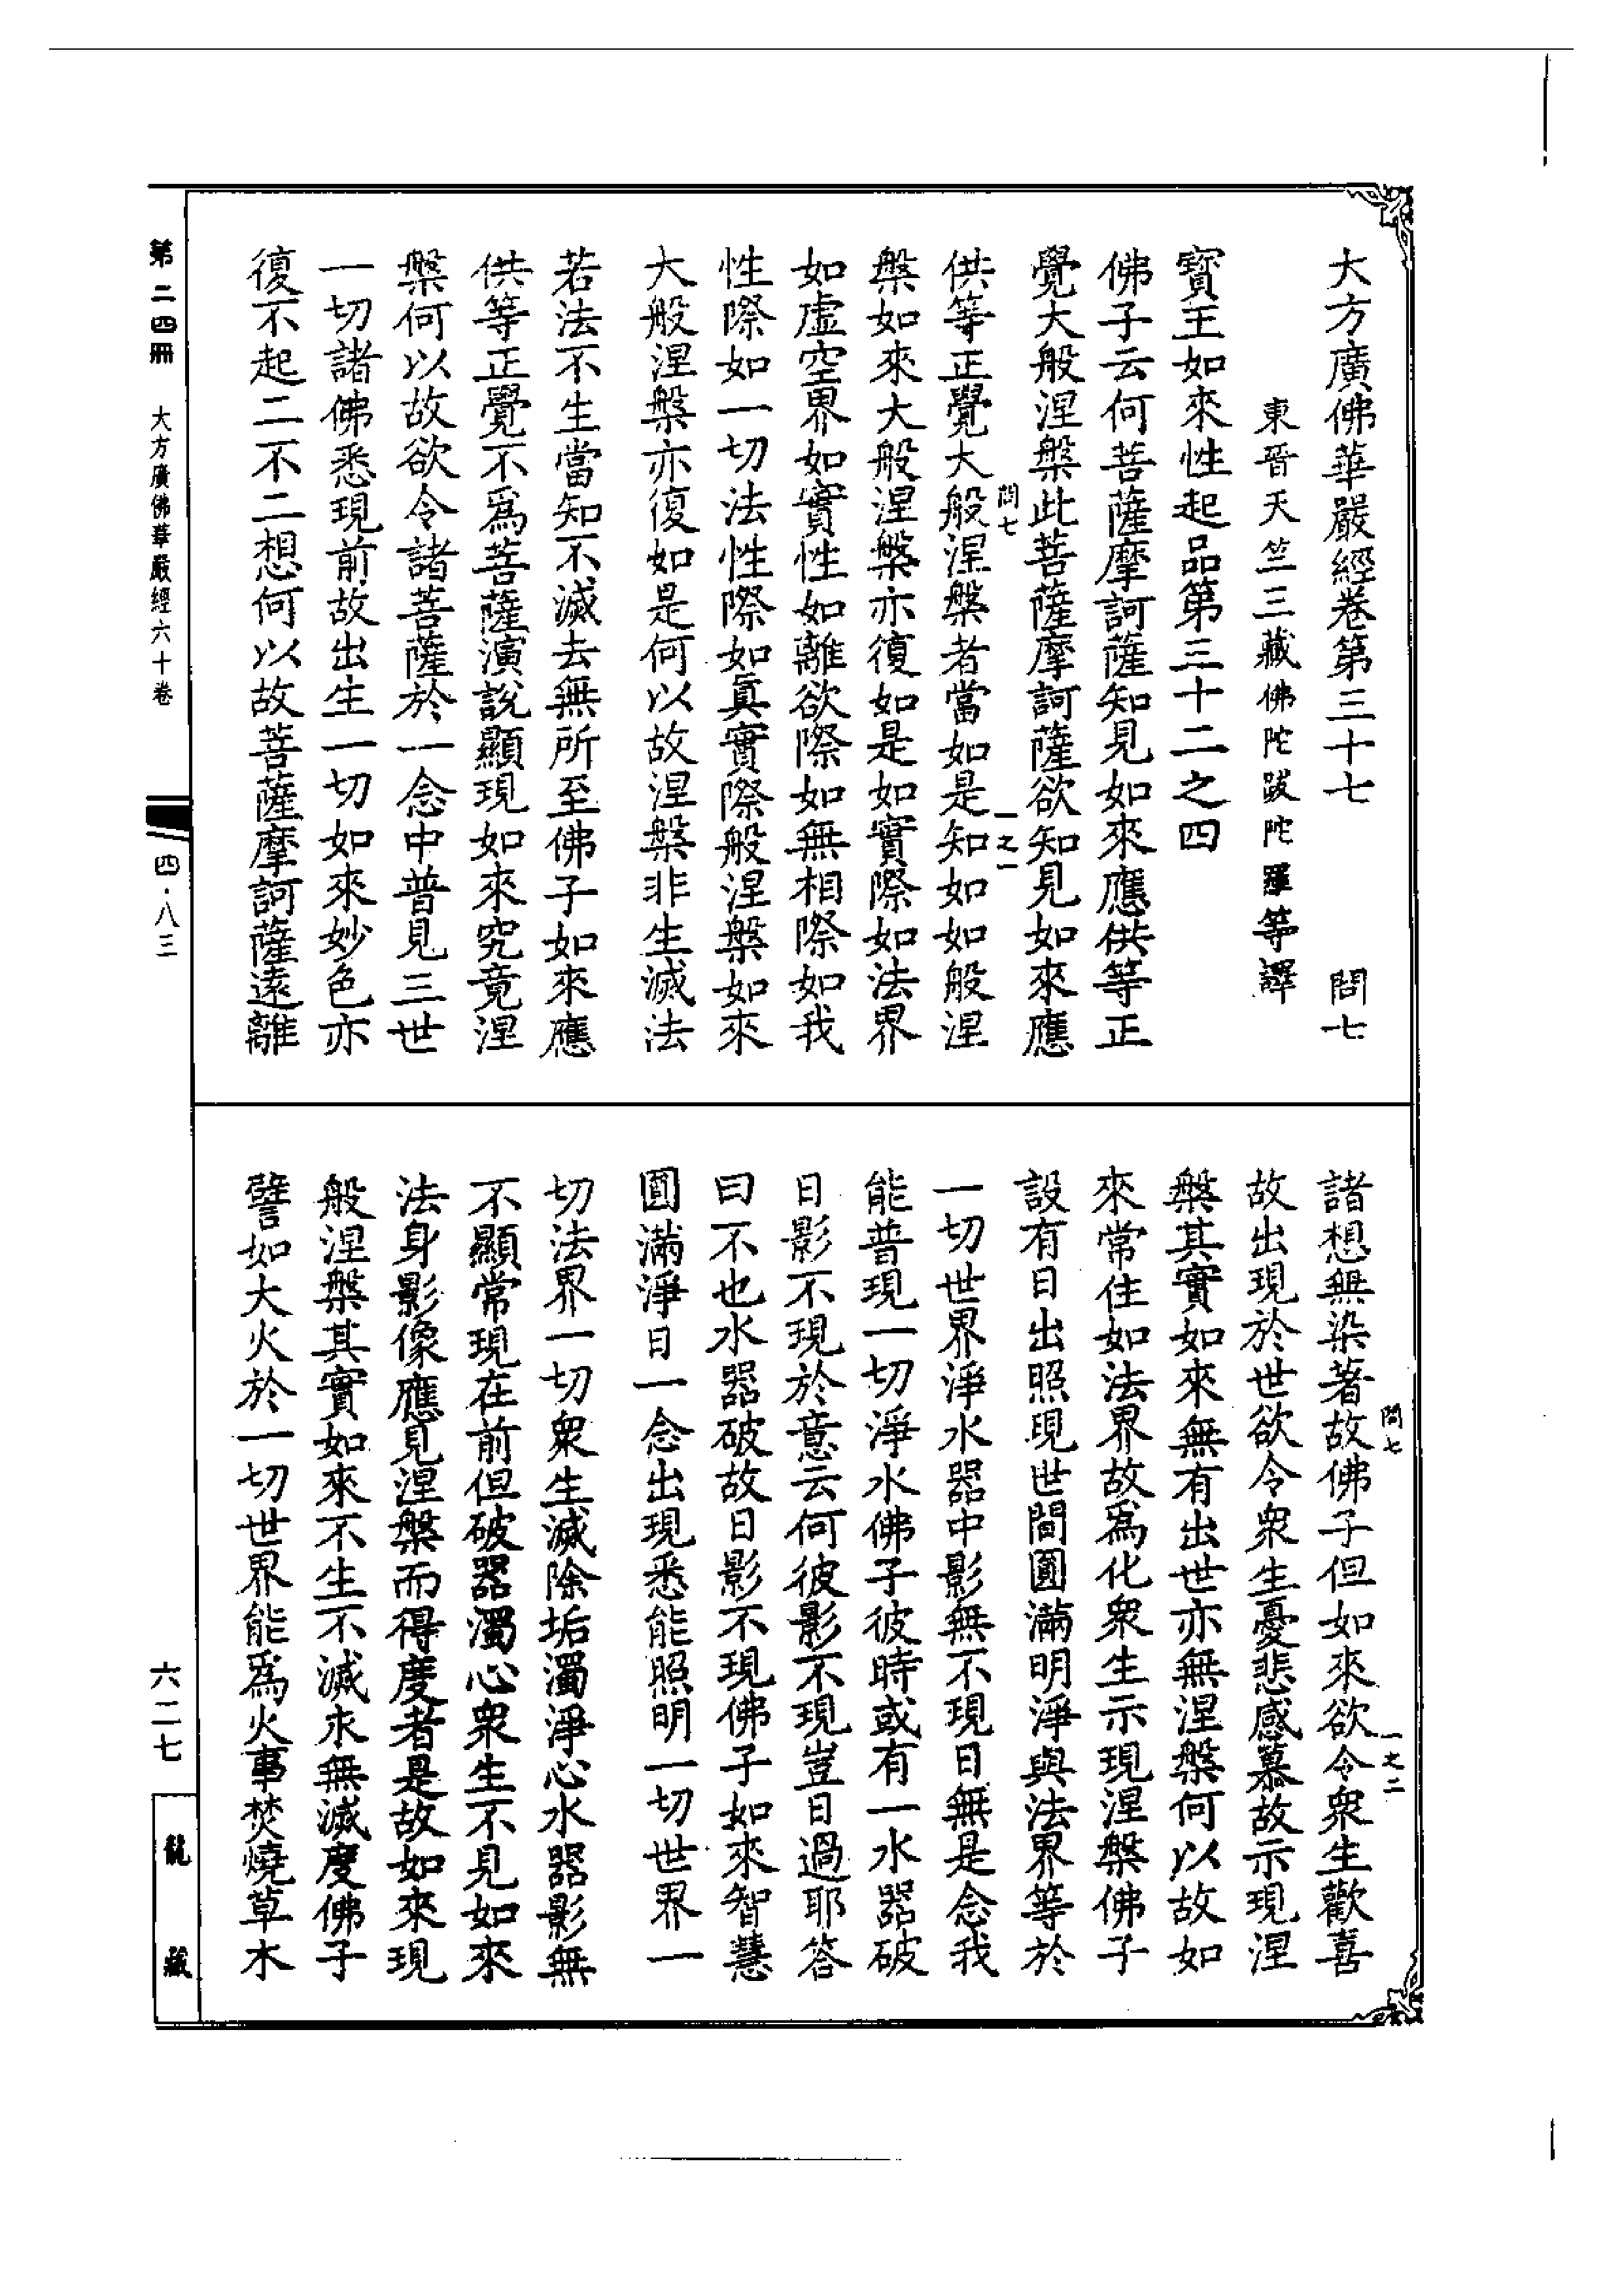 大方廣佛華嚴經卷第三十七　問七
東晉天竺三藏佛陀跋陀羅等譯
寶王如來性起品第三十二之四
佛子云何菩薩摩訶薩知見如來應供等正
覺大般涅槃此菩薩摩訶薩欲知見如來應
問七　一之一
供等正覺大般涅槃者當如是知如如般涅
槃如來大般涅槃亦復如是如實際如法界
如虛空界如實性如離欲際如無相際如我
性際如一切法性際如眞實際般涅槃如來
大般涅槃亦復如是何以故涅槃非生滅法
若法不生當知不滅去無所至佛子如來應
供等正覺不爲菩薩演說顯現如來究竟涅
槃何以故欲令諸菩薩於一念中普見三世
一切諸佛悉現前故出生一切如來妙色亦
復不起二不二想何以故菩薩摩訶薩遠離
問七　一之二
諸想無染著故佛子但如來欲令衆生歡喜
故出現於世欲令衆生憂悲感慕故示現涅
槃其實如來無有出世亦無涅槃何以故如
來常住如法界故爲化衆生示現涅槃佛子
設有日出照現世間圓滿明淨與法界等於
一切世界淨水器中影無不現日無是念我
能普現一切淨水佛子彼時或有一水器破
日影不現於意云何彼影不現豈日過耶答
曰不也水器破故日影不現佛子如來智慧
圓滿淨日一念出現悉能照明一切世界一
切法界一切衆生滅除垢濁淨心水器影無
不顯常現在前但破器濁心衆生不見如來
法身影像應見涅槃而得度者是故如來現
般涅槃其實如來不生不滅永無滅度佛子
譬如大火於一切世界能爲火事焚燒草木
第二四冊　大方廣佛華嚴經六十卷
四·八三
六二七
龍藏